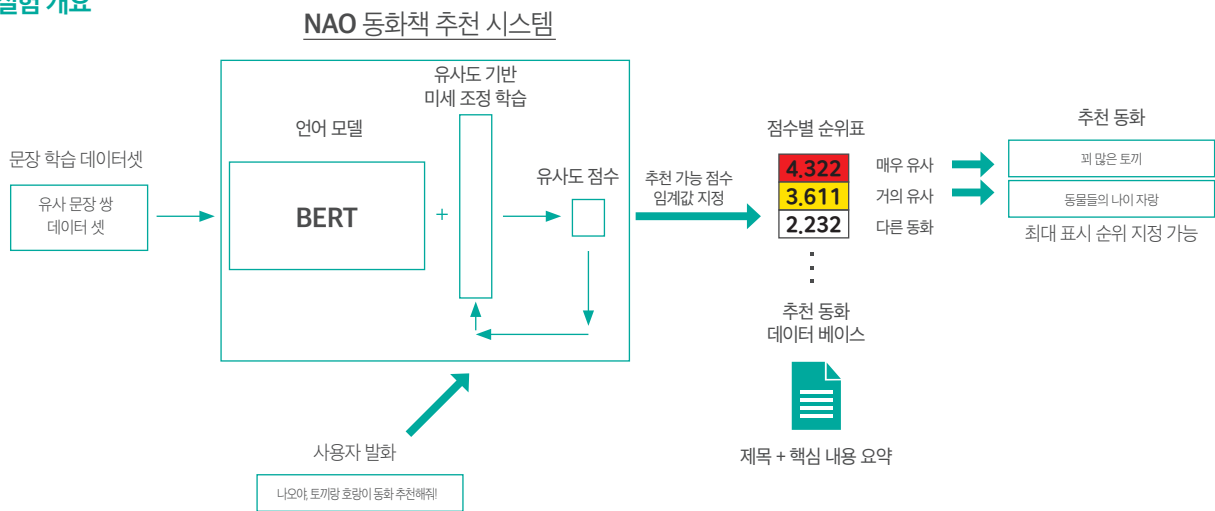 실험 개요
NAO 동화책 추천 시스템
유사도 기반
미세 조정 학습
언어 모델
문장 학습 데이터셋
유사 문장 쌍
데이터 셋
BERT
+
유사도 점수
추천 가능 점수
임계값 지정
점수별 순위표
4.322
매우 유사
3.611
거의 유사
2.232
다른 동화
추천 동화
꾀 많은 토끼
동물들의 나이 자랑
최대 표시 순위 지정 가능
추천 동화
데이터 베이스
제목 + 핵심 내용 요약
사용자 발화
나오야, 토끼랑 호랑이 동화 추천해줘!